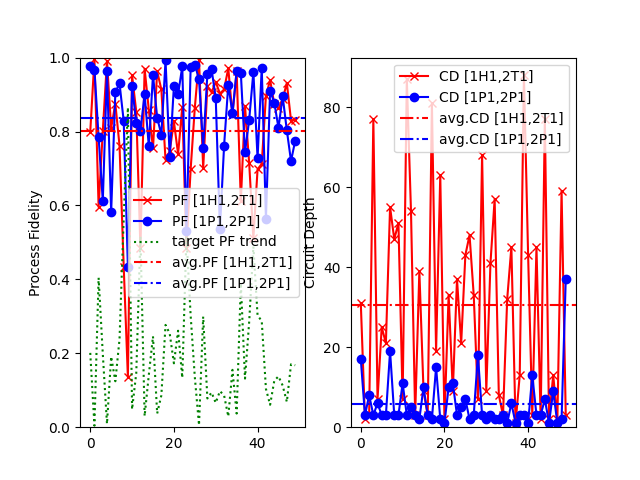 1.0
0.8
0.6
0.4
0.2
0.0
Process Fidelity
0
20
40
PF [1H1,2T1]
PF [1P1,2P1]
target PF trend
avg.PF [1H1,2T1]
avg.PF [1P1,2P1]
80
60
40
20
0
Circuit Depth
0
20
40
CD [1H1,2T1]
CD [1P1,2P1]
avg.CD [1H1,2T1]
avg.CD [1P1,2P1]